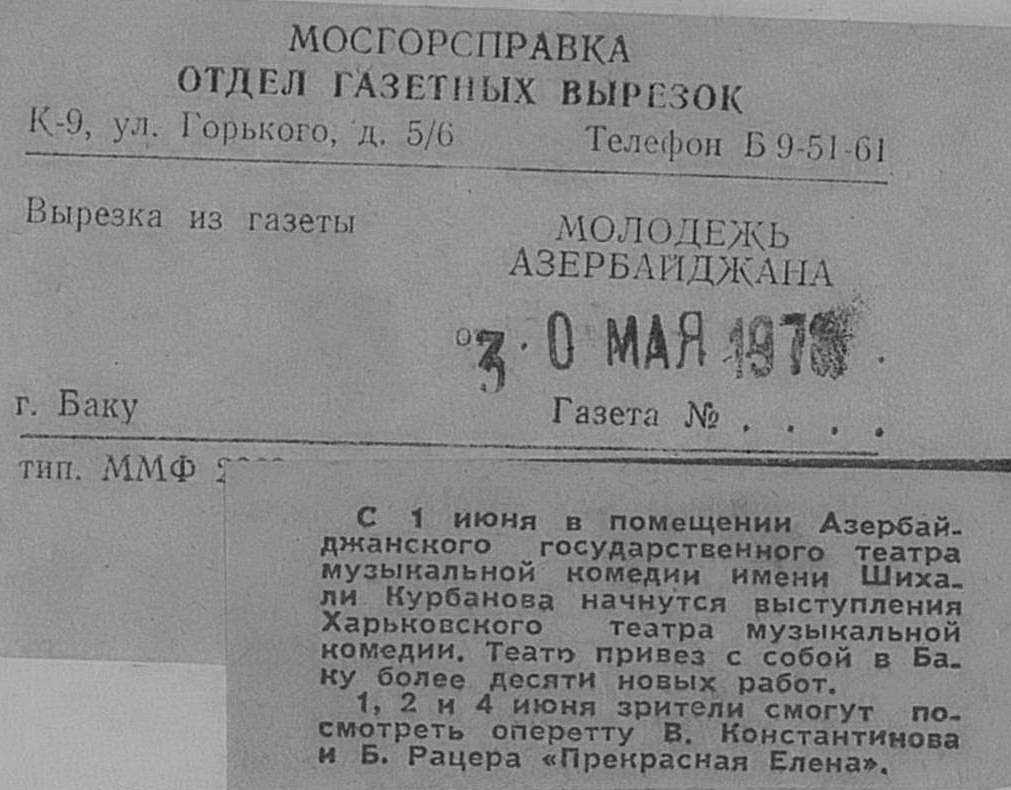 МОСГОРСПРАВКА
ОТДЕЛ ГАЗЕТНЫХ ВЫРЕЗОК
К-9, ул. Горького, д. 5/6 Телефон Б 9-51-61
Вырезка из газеты
МОЛОДЕЖЬ
АЗЕРБАЙДЖАНА
3 0 МАЯ
г. Баку
Газета № . . . .
тип. ММФ
С 1 июня в помещении Азербай-
джанского государственного театра
музыкальной комедии имени Шиха-
ли Курбанова начнутся выступления
Харьковского театра музыкальной
комедии. Театр привез с собой в Ба-
ку более десяти новых работ.
1, 2 и 4 июня зрители смогут по-
смотреть оперетту В. Константинова
и Б. Рацера «Прекрасная Елена».